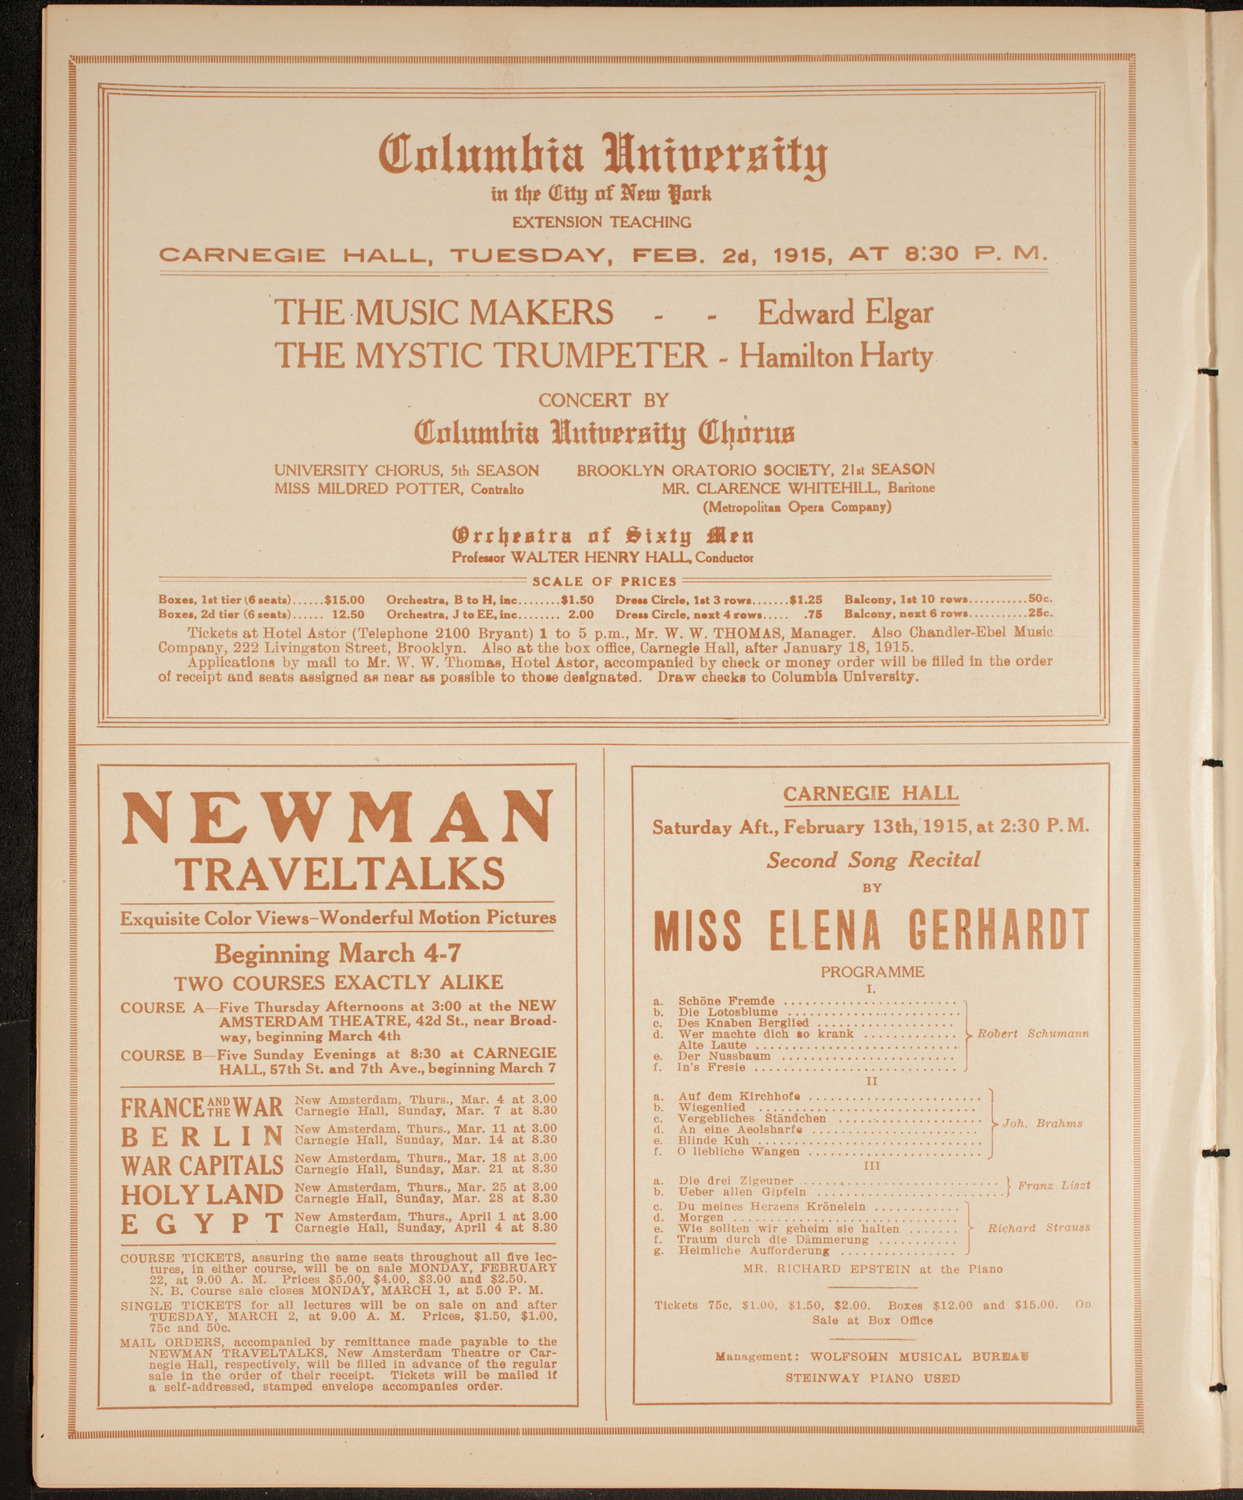 Columbia University
in the City of New York
EXTENSION TEACHING
CARNEGIE HALL, TUESDAY, FEB. 2d, 1915, AT 8:30 P. M.
THE MUSIC MAKERS - - Edward Elgar
THE MYSTIC TRUMPETER - Hamilton Harty
CONCERT BY
Columbia University Chorus
UNIVERSITY CHORUS, 5th SEASON BROOKLYN ORATORIO SOCIETY, 21st SEASON
MISS MILDRED POTTER, Contralto MR. CLARENCE WHITEHILL, Baritone
(Metropolitan Opera Company)
Orchestra of Sixty Men
Professor WALTER HENRY HALL, Conductor
SCALE OF PRICES
Boxes, 1st tier (6 seats)......$15.00 Orchestra, B to H, inc........$1.50 Dress Circle, 1st 3 rows.......$1.25 Balcony, 1st 10 rows...........50c.
Boxes, 2d tier (6 seats)...... 12.50 Orchestra, J to EE, inc........ 2.00 Dress Circle, next 4 rows..... .75 Balcony, next 6 rows...........25c.
Tickets at Hotel Astor (Telephone 2100 Bryant) 1 to 5 p.m., Mr. W. W. THOMAS, Manager. Also Chandler-Ebel Music
Company, 222 Livingston Street, Brooklyn. Also at the box office, Carnegie Hall, after January 18, 1915.
Applications by mail to Mr. W. W. Thomas, Hotel Astor, accompanied by check or money order will be filled in the order
of receipt and seats assigned as near as possible to those designated. Draw checks to Columbia University.
NEWMAN
TRAVELTALKS
Exquisite Color Views–Wonderful Motion Pictures
Beginning March 4-7
TWO COURSES EXACTLY ALIKE
COURSE A—Five Thursday Afternoons at 3:00 at the NEW
AMSTERDAM THEATRE, 42d St., near Broad-
way, beginning March 4th
COURSE B—Five Sunday Evenings at 8:30 at CARNEGIE
HALL, 57th St. and 7th Ave., beginning March 7
FRANCE AND THE WAR New Amsterdam, Thurs., Mar. 4 at 3.00
Carnegie Hall, Sunday, Mar. 7 at 8.30
BERLIN New Amsterdam, Thurs., Mar. 11 at 3.00
Carnegie Hall, Sunday, Mar. 14 at 8.30
WAR CAPITALS New Amsterdam, Thurs., Mar. 18 at 3.00
Carnegie Hall, Sunday, Mar. 21 at 8.30
HOLY LAND New Amsterdam, Thurs., Mar. 25 at 3.00
Carnegie Hall, Sunday, Mar. 28 at 8.30
EGYPT New Amsterdam, Thurs., April 1 at 3.00
Carnegie Hall, Sunday, April 4 at 8.30
COURSE TICKETS, assuring the same seats throughout all five lec-
tures, in either course, will be on sale MONDAY, FEBRUARY
22, at 9.00 A. M. Prices $5.00, $4.00, $3.00 and $2.50.
N. B. Course sale closes MONDAY, MARCH 1, at 5.00 P. M.
SINGLE TICKETS for all lectures will be on sale on and after
TUESDAY, MARCH 2, at 9.00 A. M. Prices, $1.50, $1.00,
75c and 50c.
MAIL ORDERS, accompanied by remittance made payable to the
NEWMAN TRAVELTALKS, New Amsterdam Theatre or Car-
negie Hall, respectively, will be filled in advance of the regular
sale in the order of their receipt. Tickets will be mailed if
a self-addressed, stamped envelope accompanies order.
CARNEGIE HALL
Saturday Aft., February 13th, 1915, at 2:30 P. M.
Second Song Recital
BY
MISS ELENA GERHARDT
PROGRAMME
I.
a. Schöne Fremde
b. Die Lotosblume
c. Des Knaben Berglied
d. Wer machte dich so krank
Robert Schumann
Alte Laute
e. Der Nussbaum
f. In's Fresie
II
a. Auf dem Kirchhofe
b. Wiegenlied
c. Vergebliches Ständchen
Joh. Brahms
d. An eine Aeolsharfe
e. Blinde Kuh
f. O liebliche Wangen
III
a. Die drei Zigeuner
Franz Liszt
b. Ueber allen Gipfeln
c. Du meines Herzens Krönelein
d. Morgen
e. Wie sollten wir geheim sie halten
Richard Strauss
f. Traum durch die Dämmerung
g. Heimliche Aufforderung
MR. RICHARD EPSTEIN at the Piano
Tickets 75c, $1.00, $1.50, $2.00. Boxes $12.00 and $15.00. On
Sale at Box Office
Management: WOLFSOHN MUSICAL BUREAU
STEINWAY PIANO USED